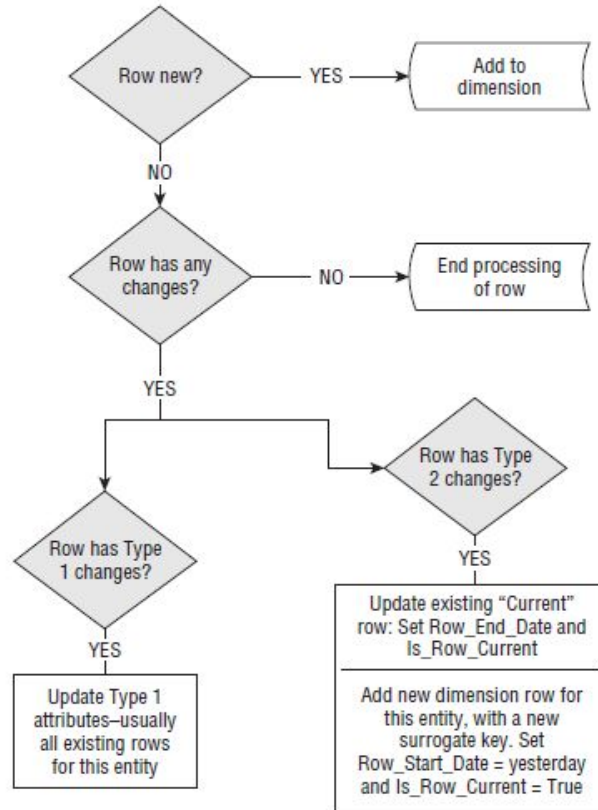 Row new?
YES
Add to
dimension
NO
Row has any
changes?
NO
End processing
of row
YES
Row has Type
2 changes?
Row has Type
1 changes?
YES
Update existing “Current”
row: Set Row_End_Date and
Is_Row_Current
YES
Update Type 1
attributes–usually
all existing rows
for this entity
Add new dimension row for
this entity, with a new
surrogate key. Set
Row_Start_Date = yesterday
and Is_Row_Current = True